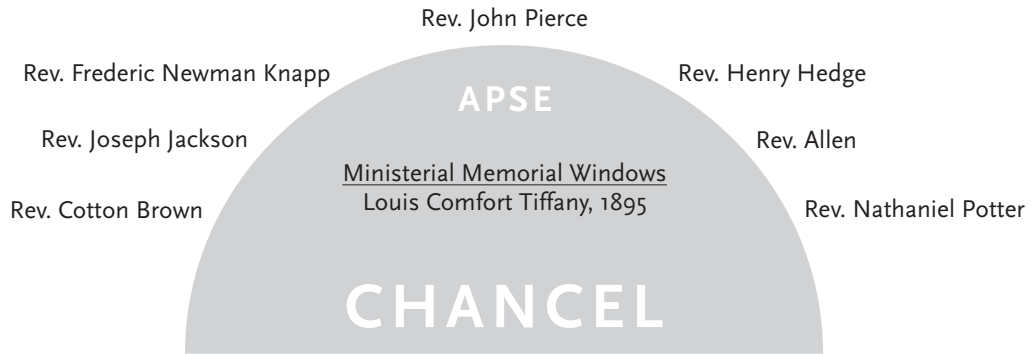 Rev. John Pierce
Rev. Frederic Newman Knapp
Rev. Henry Hedge
APSE
Rev. Joseph Jackson
Rev. Allen
Ministerial Memorial Windows
Louis Comfort Tiffany, 1895
Rev. Cotton Brown
Rev. Nathaniel Potter
CHANCEL